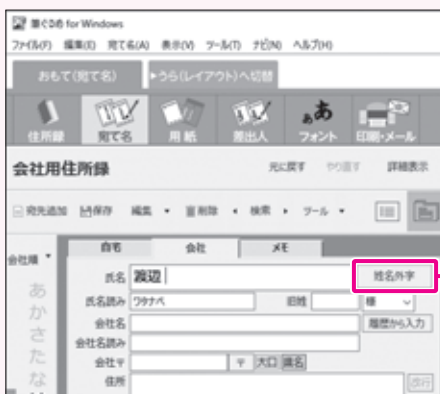 筆ぐるめ for Windows
ファイル(F) 編集(E) 宛て名(A) 表示(V) ツール(T) ナビ(N) ヘルプ(H)
おもて(宛て名) ▶うら(レイアウト)へ切替
住所録 宛て名 用紙 差出人 フォント 印刷・メール
会社用住所録 元に戻す やり直す 詳細表示
宛先追加 保存 編集 削除 検索 ツール
自宅 会社 メモ
会社順
氏名 渡辺 姓名外字
氏名読み ワタナベ 旧姓 様
会社名 履歴から入力
会社名読み
会社〒 〒 大口 県名
住所 改行
あ
か
さ
た
な